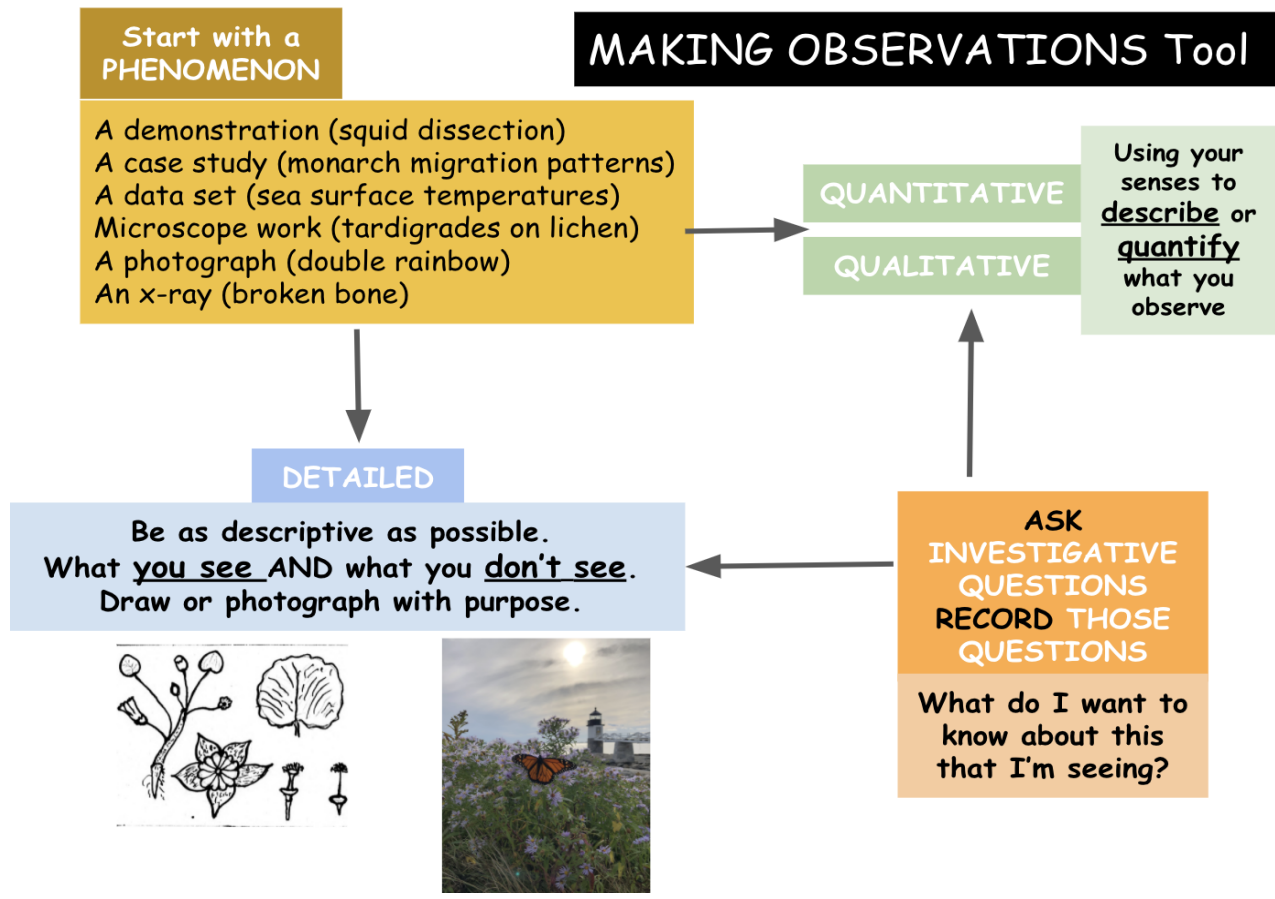 Start with a
PHENOMENON
MAKING OBSERVATIONS Tool
A demonstration (squid dissection)
A case study (monarch migration patterns)
A data set (sea surface temperatures)
Microscope work (tardigrades on lichen)
A photograph (double rainbow)
An x-ray (broken bone)
QUANTITATIVE
QUALITATIVE
Using your
senses to
describe or
quantify
what you
observe
DETAILED
Be as descriptive as possible.
What you see AND what you don't see.
Draw or photograph with purpose.
ASK
INVESTIGATIVE
QUESTIONS
RECORD THOSE
QUESTIONS
What do I want to
know about this
that I'm seeing?